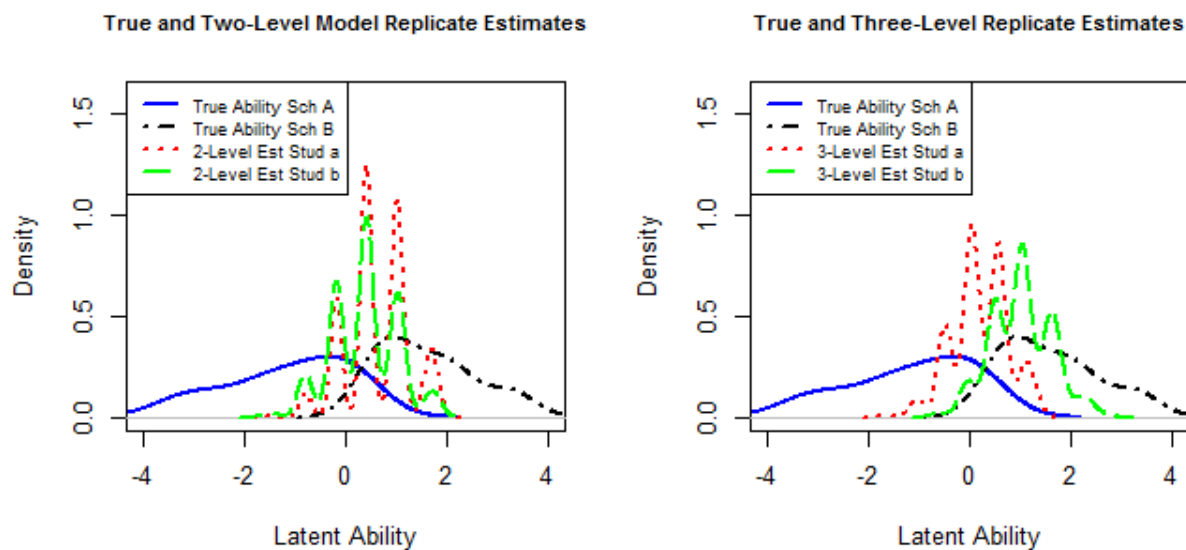 True and Two-Level Model Replicate Estimates
True Ability Sch A
True Ability Sch B
2-Level Est Stud a
2-Level Est Stud b
Density
0.0 0.5 1.0 1.5
-4 -2 0 2 4
Latent Ability
True and Three-Level Replicate Estimates
True Ability Sch A
True Ability Sch B
3-Level Est Stud a
3-Level Est Stud b
Density
0.0 0.5 1.0 1.5
-4 -2 0 2 4
Latent Ability